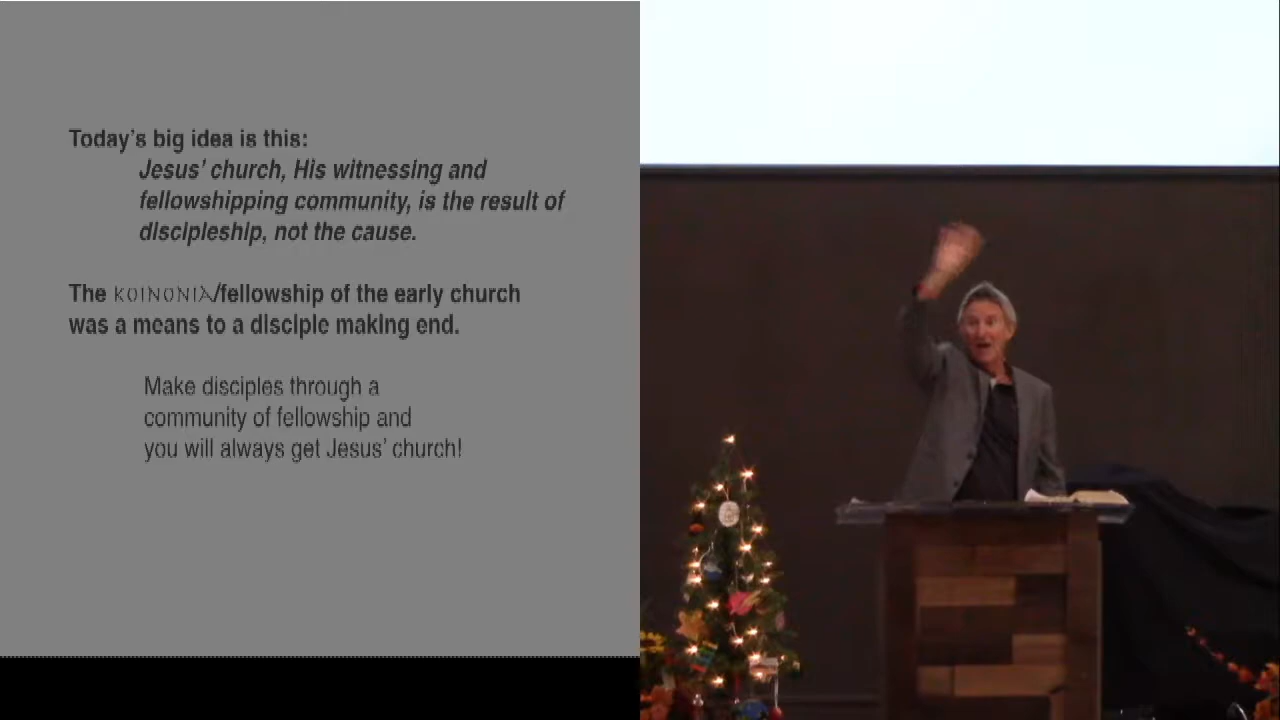 Today's big idea is this:
Jesus' church, His witnessing and
fellowshipping community, is the result of
discipleship, not the cause.
The κοινονιλ/fellowship of the early church
was a means to a disciple making end.
Make disciples through a
community of fellowship and
you will always get Jesus' church!